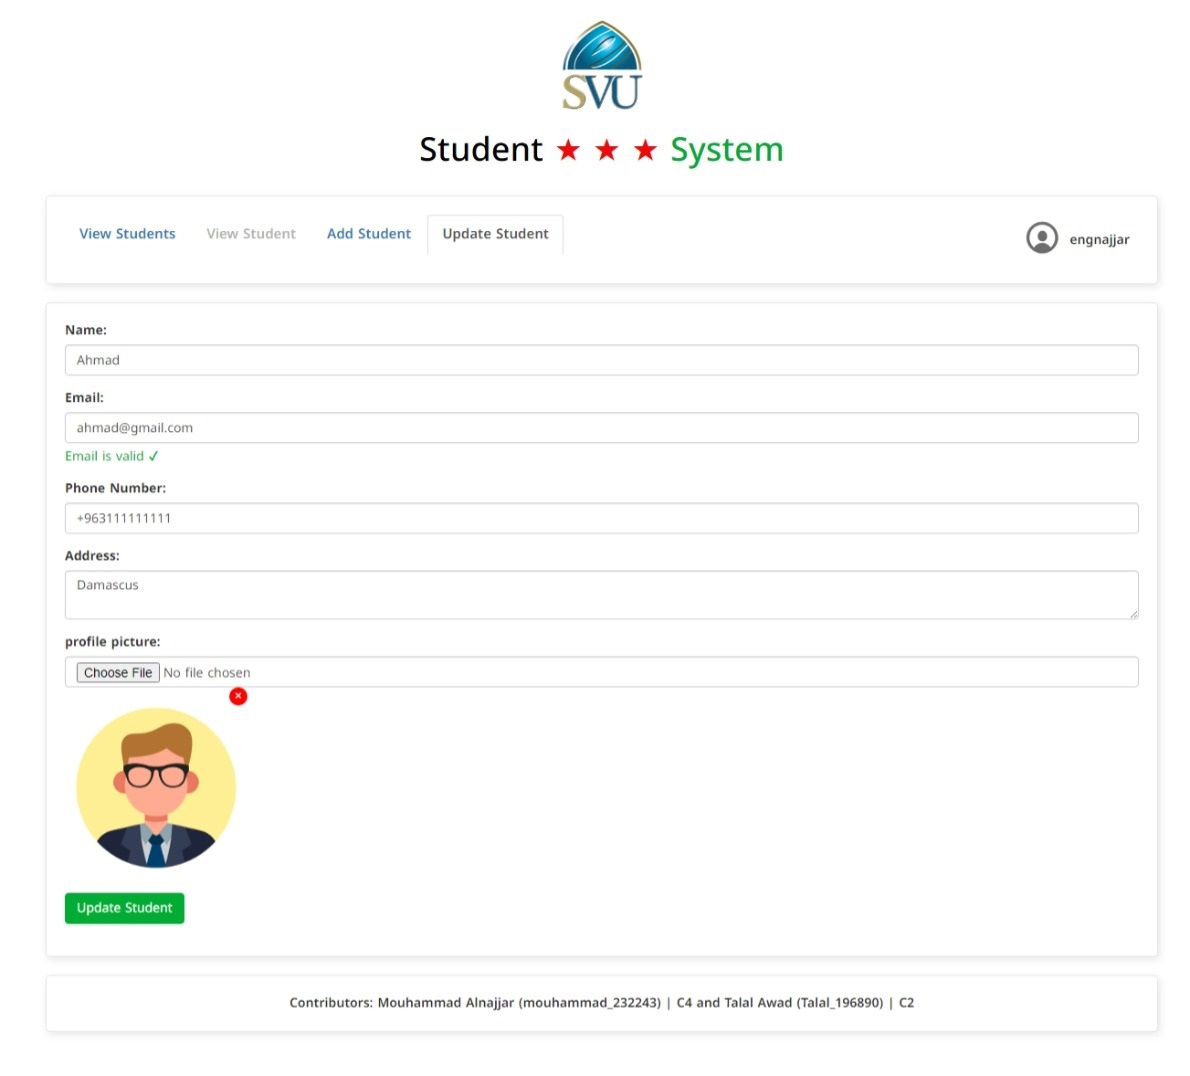 SVU
Student ★ ★ ★ System
View Students View Student Add Student Update Student engnajjar
Name:
Ahmad
Email:
ahmad@gmail.com
Email is valid ✓
Phone Number:
+963111111111
Address:
Damascus
profile picture:
Choose File No file chosen
Update Student
Contributors: Mouhammad Alnajjar (mouhammad_232243) | C4 and Talal Awad (Talal_196890) | C2